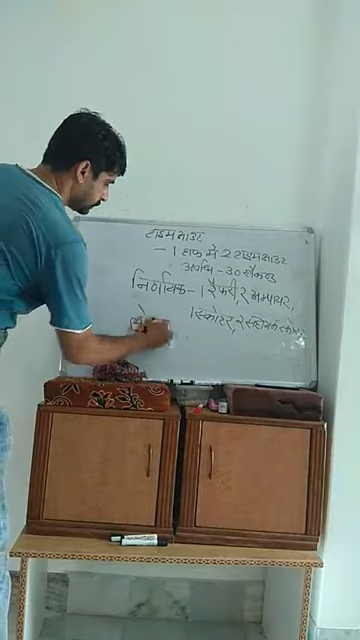 टाइम आउट
- 1 हाफ मे 2 टाइम आउट
अवधि - 30 सैकण्ड
निर्णायक - 1 रैफरी, 2 अम्पायर,
1 स्कोरर, 2 सहायक स्कोरर